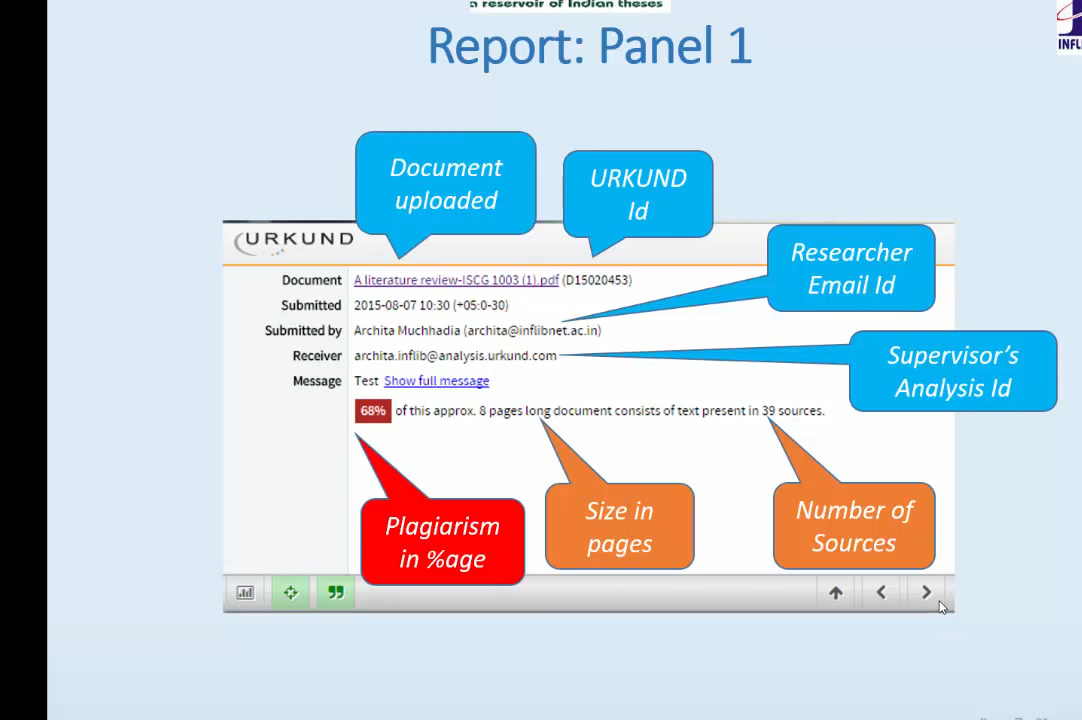 a reservoir of Indian theses
INFLI
Report: Panel 1
Document
uploaded
URKUND
Id
URKUND
Researcher
Email Id
Document A literature review-ISCG 1003 (1).pdf (D15020453)
Submitted 2015-08-07 10:30 (+05:0-30)
Submitted by Archita Muchhadia (archita@inflibnet.ac.in)
Receiver archita.inflib@analysis.urkund.com
Supervisor's
Analysis Id
Message Test Show full message
68% of this approx. 8 pages long document consists of text present in 39 sources.
Plagiarism
in %age
Size in
pages
Number of
Sources